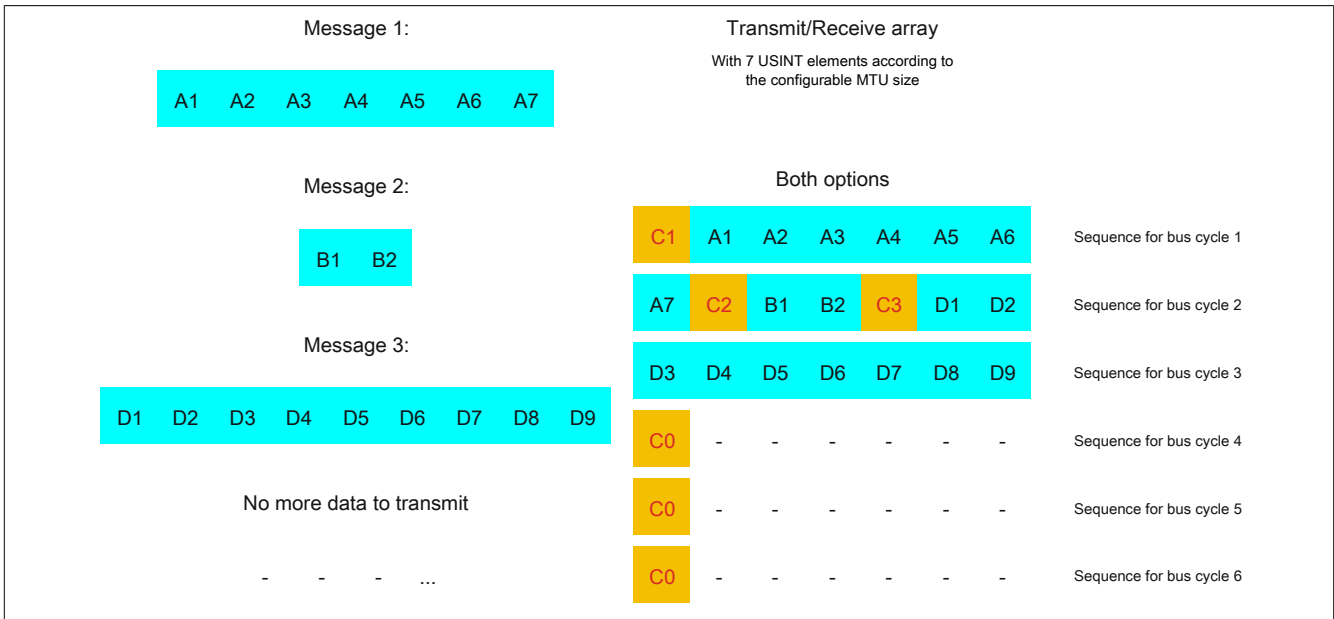 Message 1:
A1 A2 A3 A4 A5 A6 A7
Message 2:
B1 B2
Message 3:
D1 D2 D3 D4 D5 D6 D7 D8 D9
No more data to transmit
- - - ...
Transmit/Receive array
With 7 USINT elements according to
the configurable MTU size
Both options
C1 A1 A2 A3 A4 A5 A6 Sequence for bus cycle 1
A7 C2 B1 B2 C3 D1 D2 Sequence for bus cycle 2
D3 D4 D5 D6 D7 D8 D9 Sequence for bus cycle 3
C0 - - - - - - Sequence for bus cycle 4
C0 - - - - - - Sequence for bus cycle 5
C0 - - - - - - Sequence for bus cycle 6